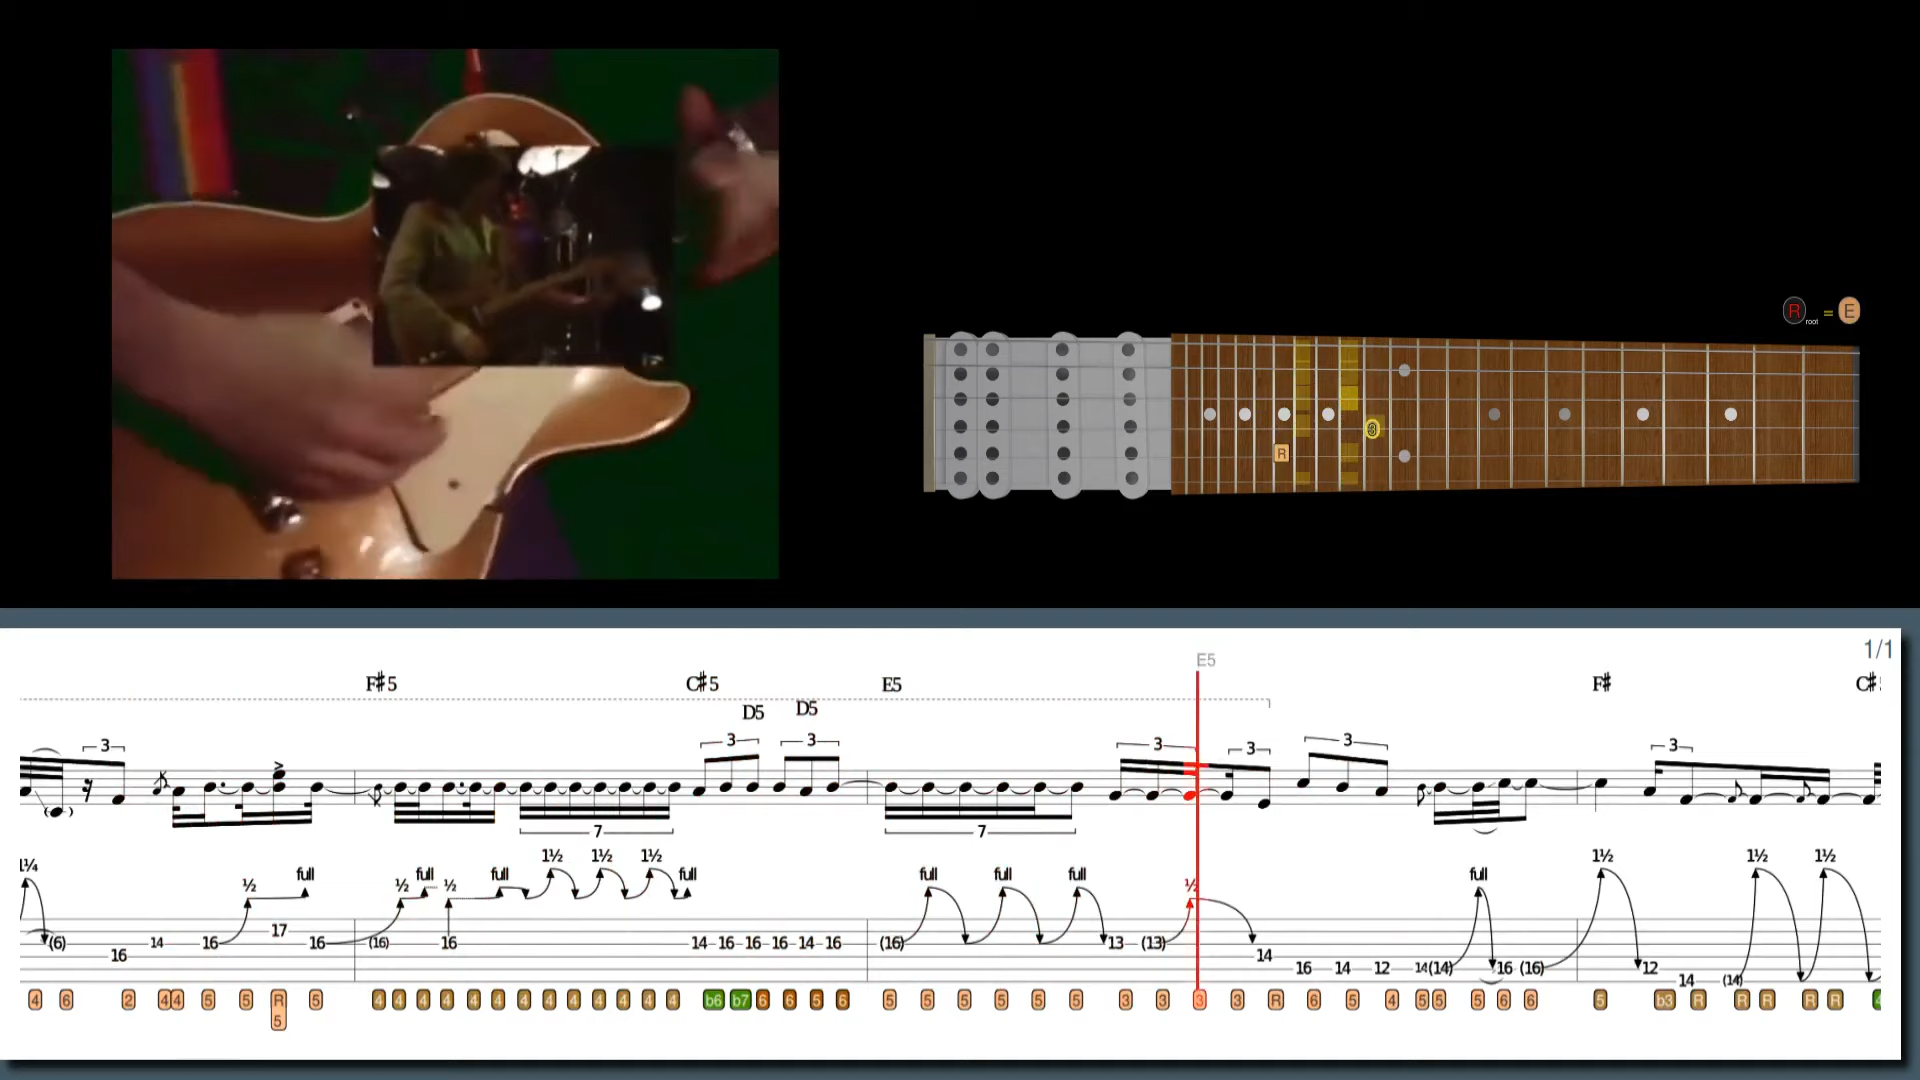 R root = E
R
3
1/1
E5
F#5 C#5 E5 F# C#
D5 D5
3 > 3 3 3 3 3 3
7 7
1¼ ½ full ½ full ½ full 1½ 1½ 1½ full full full full ½ full 1½ 1½ 1½
17
(6) 14 16 16 (16) 16 14 16 16 16 14 16 (16) 13 (13)
16 14
16 14 12 14 (14) 16 (16) 12
14 (14)
4 6 2 4 4 5 5 R 5 4 4 4 4 4 4 4 4 4 4 4 4 4 b6 b7 6 6 5 6 5 5 5 5 5 5 3 3 3 3 R 6 5 4 5 5 5 6 6 5 b3 R R R R R 4
5